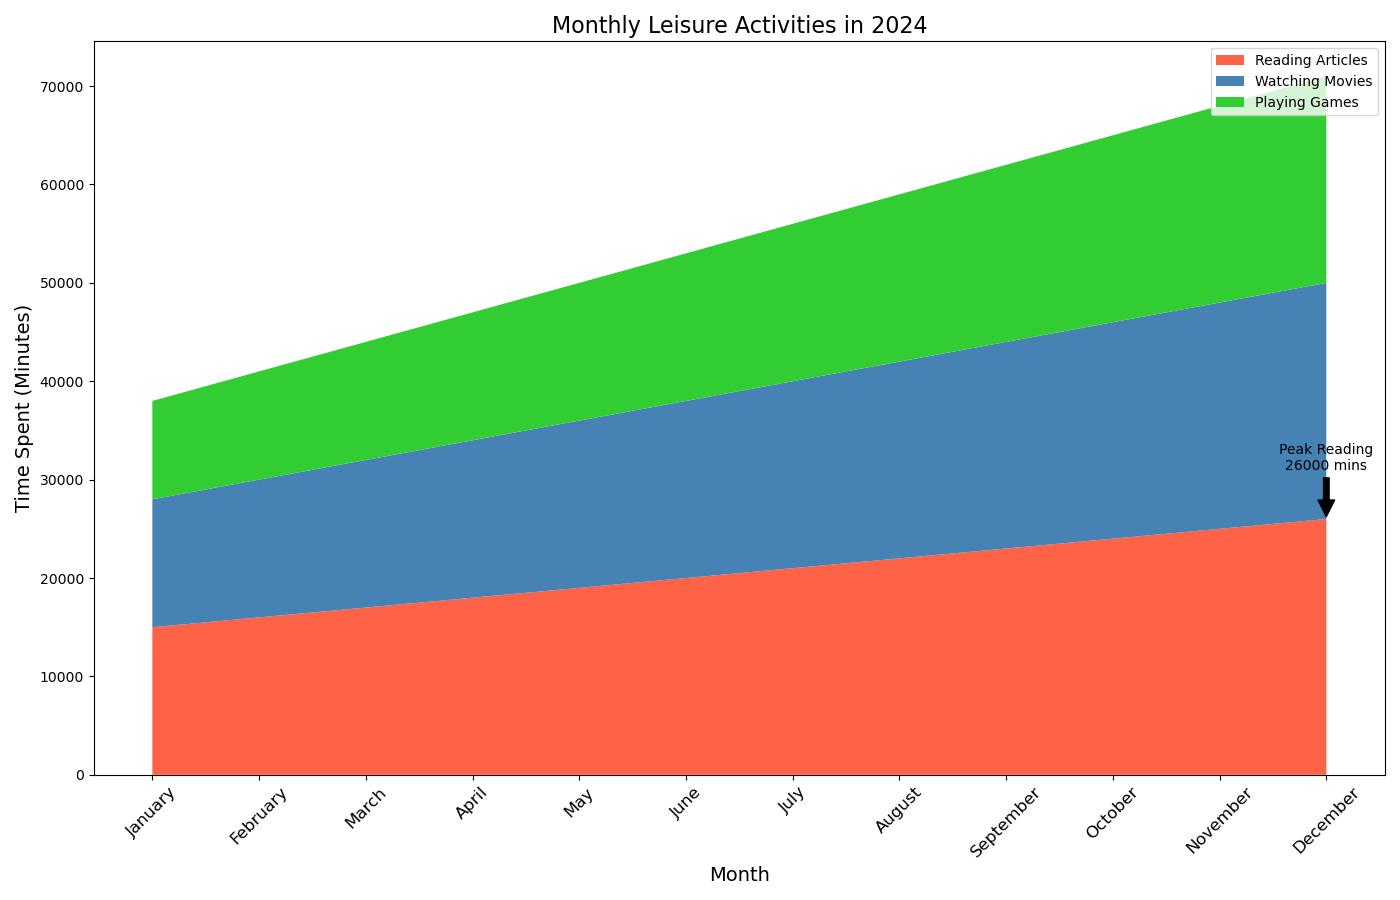 Monthly Leisure Activities in 2024
Reading Articles
Watching Movies
Playing Games
Time Spent (Minutes)
70000
60000
50000
40000
30000
20000
10000
0
Peak Reading
26000 mins
January
February
March
April
May
June
July
August
September
October
November
December
Month